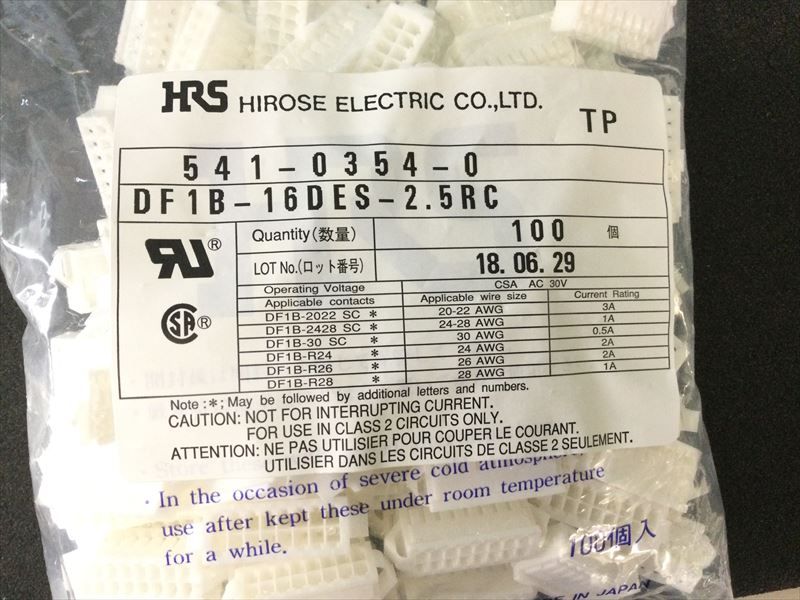 HRS HIROSE ELECTRIC CO.,LTD.
TP
541-0354-0
DF1B-16DES-2.5RC
Quantity(数量) 100 個
LOT No.(ロット番号) 18.06.29
Operating Voltage CSA AC 30V
Applicable contacts Applicable wire size Current Rating
DF1B-2022 SC * 20-22 AWG 3A
DF1B-2428 SC * 24-28 AWG 1A
DF1B-30 SC * 30 AWG 0.5A
DF1B-R24 * 24 AWG 2A
DF1B-R26 * 26 AWG 2A
DF1B-R28 * 28 AWG 1A
Note :*; May be followed by additional letters and numbers.
CAUTION: NOT FOR INTERRUPTING CURRENT.
FOR USE IN CLASS 2 CIRCUITS ONLY.
ATTENTION: NE PAS UTILISER POUR COUPER LE COURANT.
UTILISER DANS LES CIRCUITS DE CLASSE 2 SEULEMENT.
· Store these
· In the occasion of severe cold atmosphere,
use after kept these under room temperature
for a while.
100個入
IN JAPAN